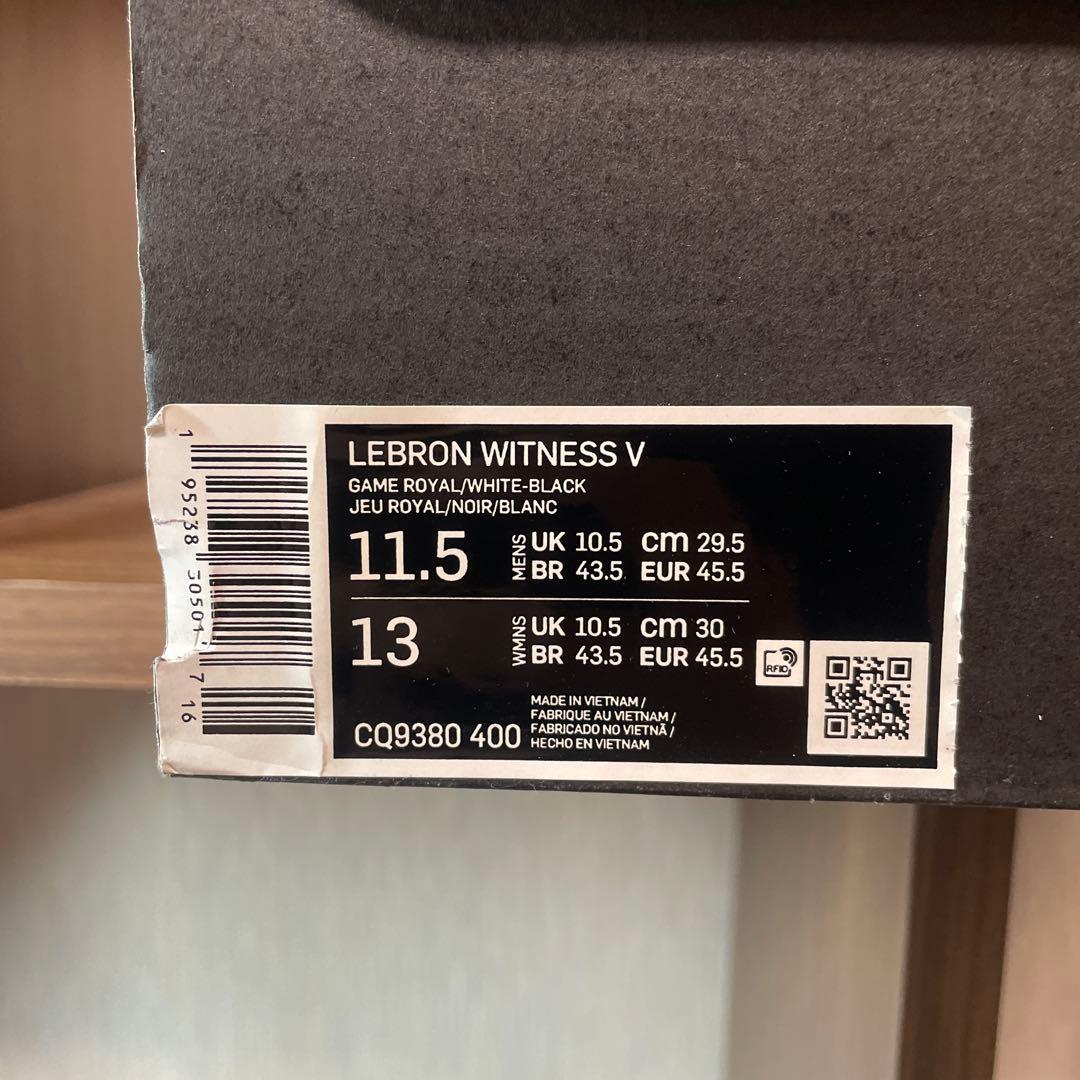 LEBRON WITNESS V
GAME ROYAL/WHITE-BLACK
JEU ROYAL/NOIR/BLANC
11.5 MENS UK 10.5 cm 29.5
BR 43.5 EUR 45.5
13 WMNS UK 10.5 cm 30
BR 43.5 EUR 45.5
RFID
CQ9380 400
MADE IN VIETNAM /
FABRIQUE AU VIETNAM /
FABRICADO NO VIETNÃ /
HECHO EN VIETNAM
1 95238 30501 7 16